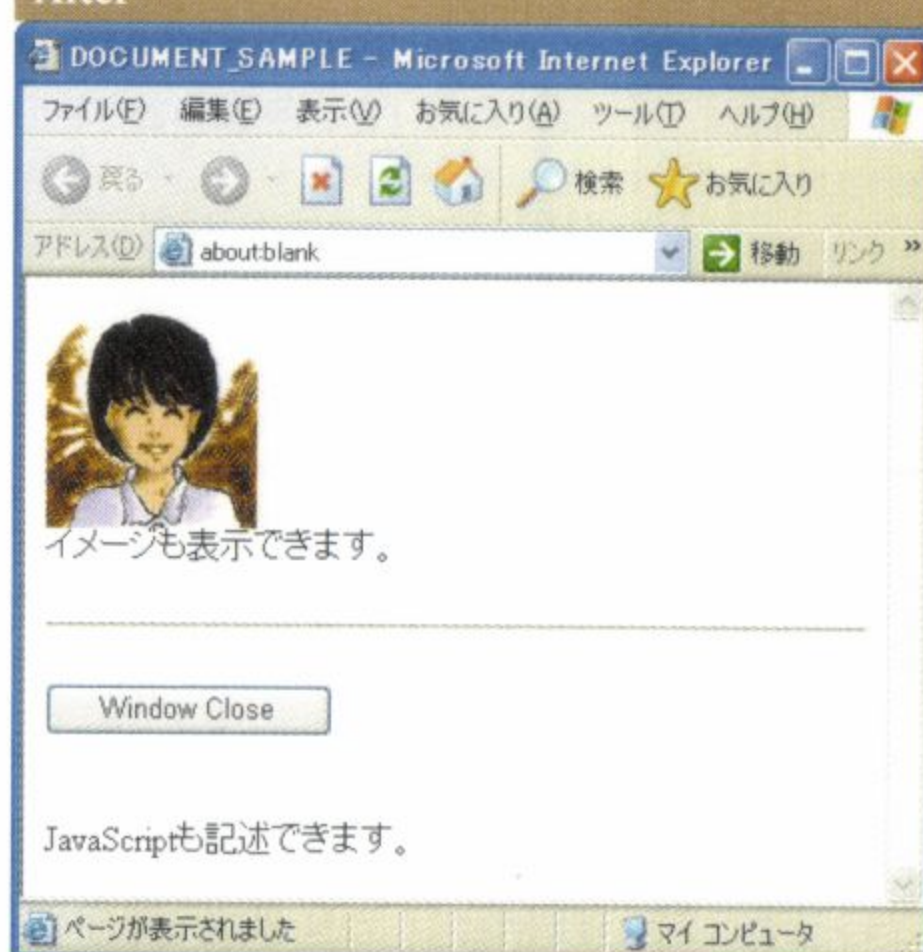 After
DOCUMENT_SAMPLE - Microsoft Internet Explorer
ファイル(F) 編集(E) 表示(V) お気に入り(A) ツール(T) ヘルプ(H)
戻る 検索 お気に入り
アドレス(D) about:blank 移動 リンク »
イメージも表示できます。
Window Close
JavaScriptも記述できます。
ページが表示されました マイ コンピュータ